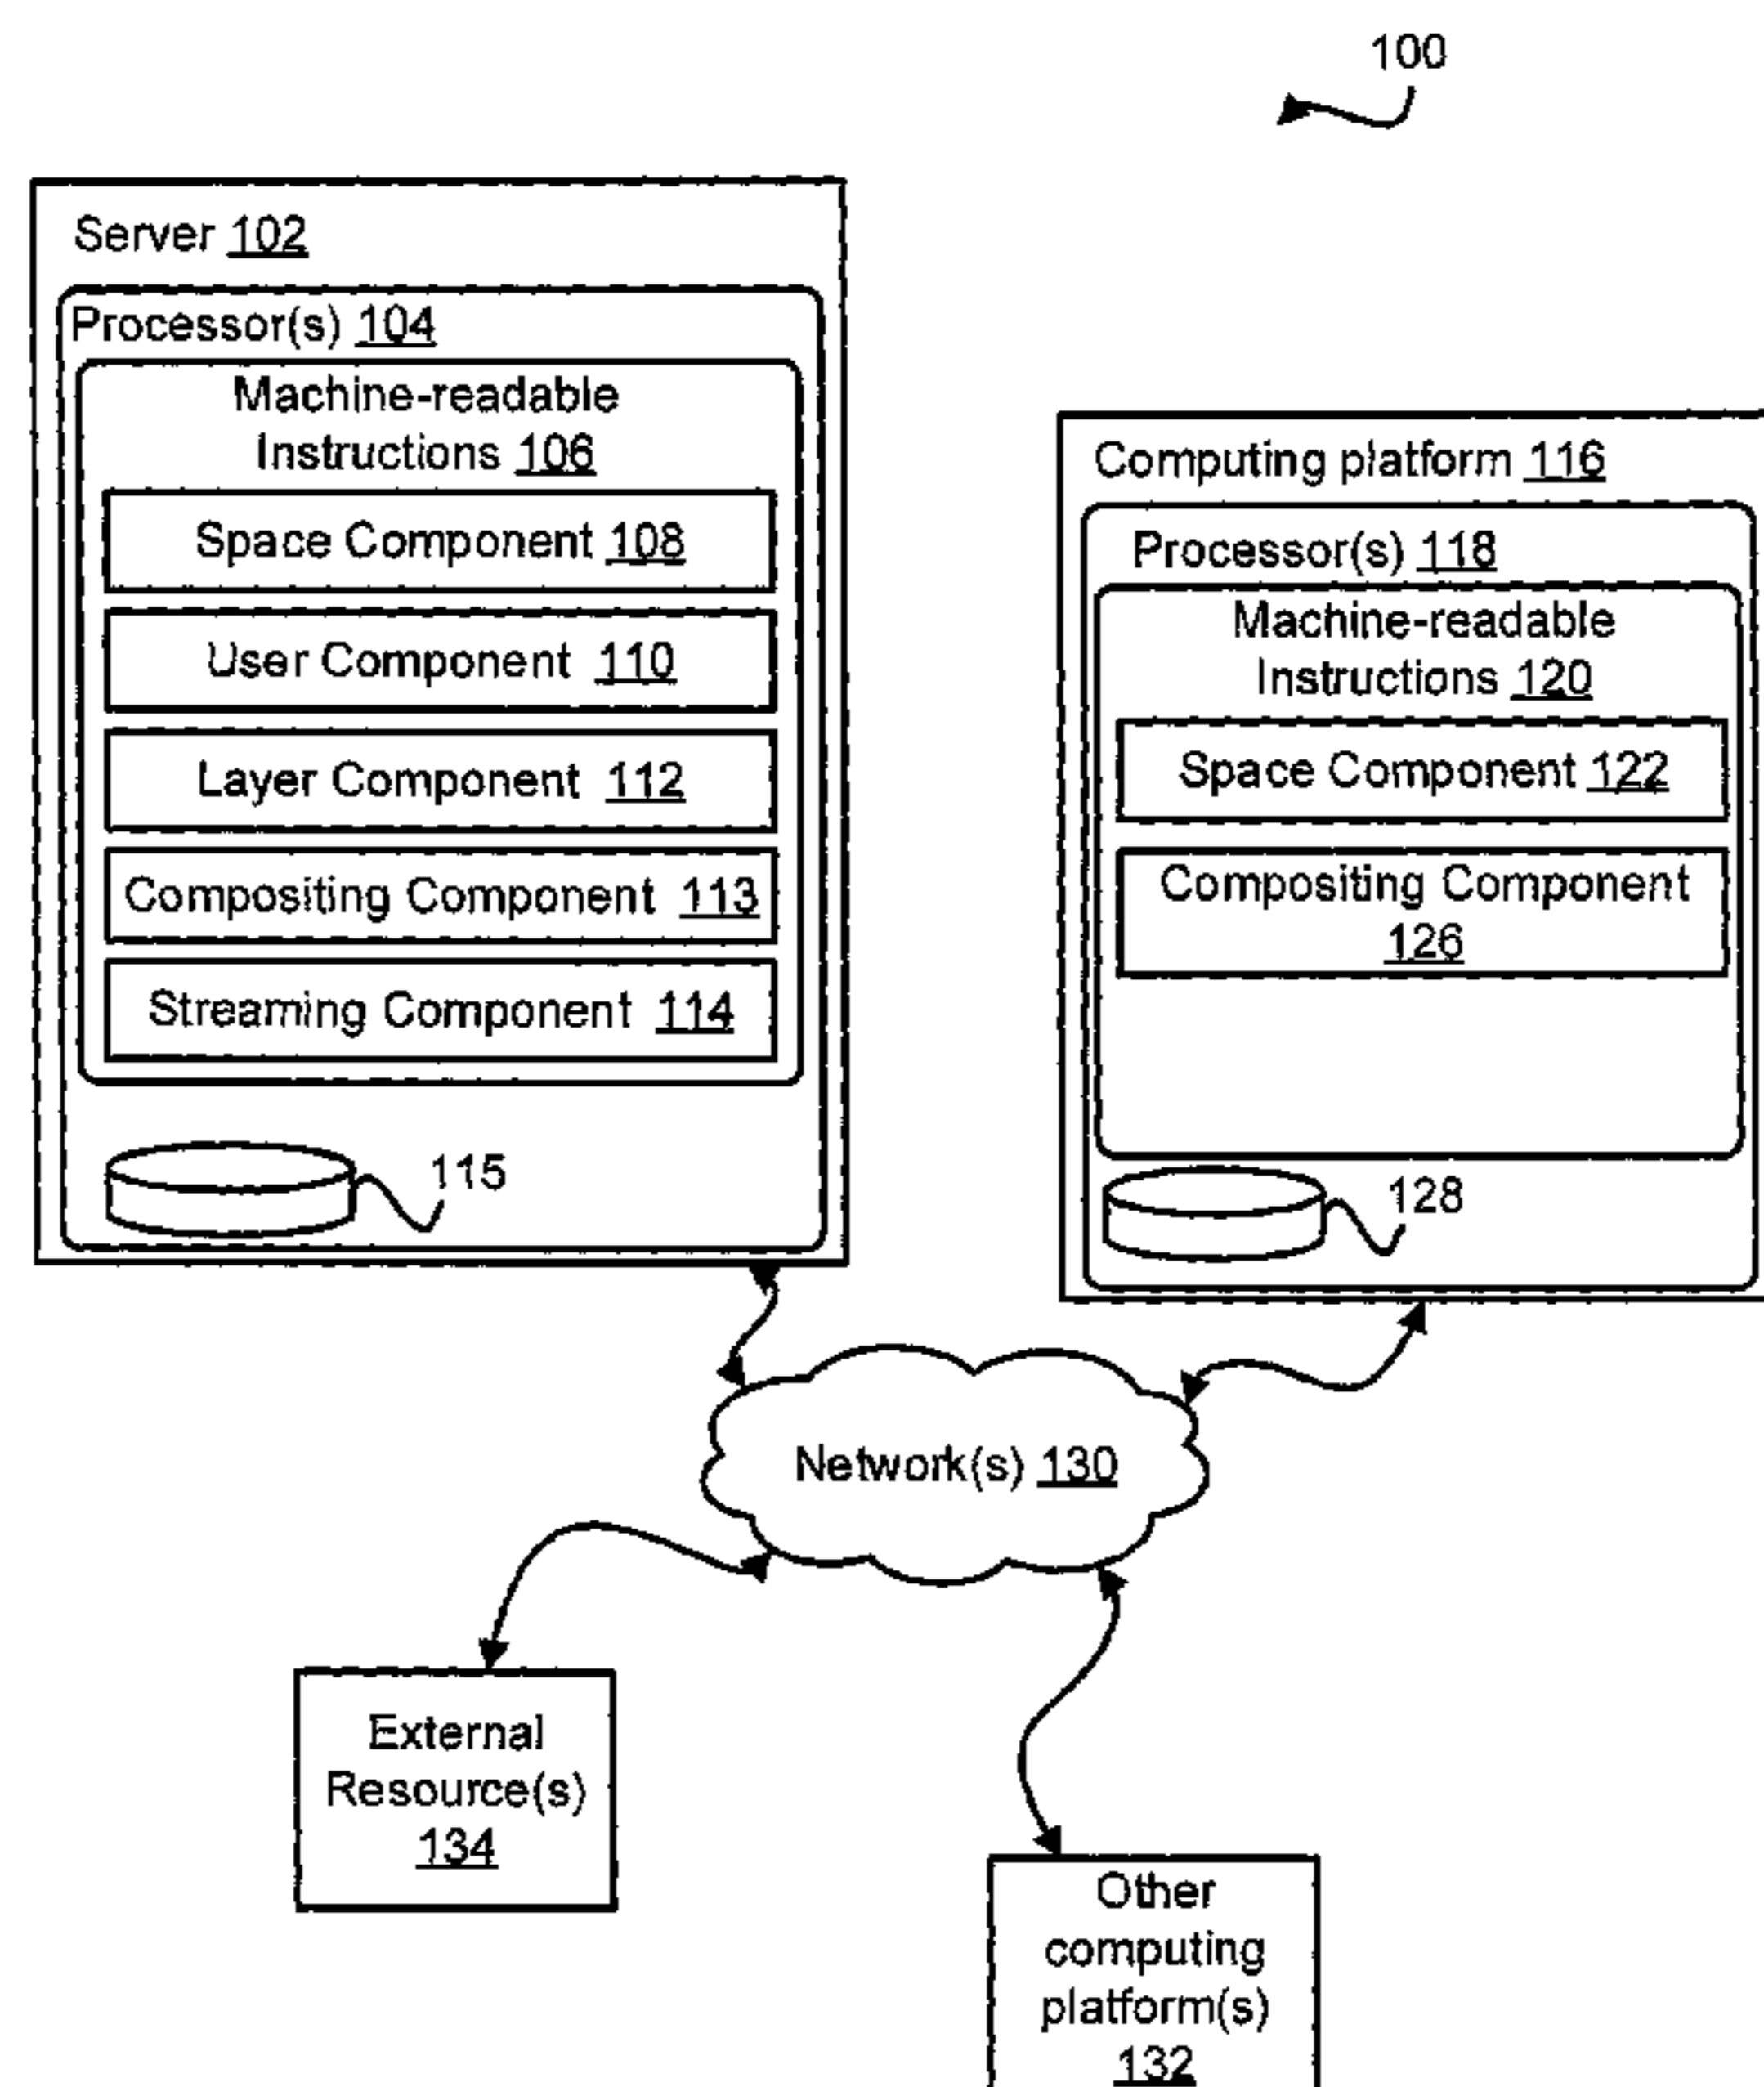 100
Server 102
Processor(s) 104
Machine-readable
Instructions 106
Space Component 108
User Component 110
Layer Component 112
Compositing Component 113
Streaming Component 114
115
Computing platform 116
Processor(s) 118
Machine-readable
Instructions 120
Space Component 122
Compositing Component
126
128
Network(s) 130
External
Resource(s)
134
Other
computing
platform(s)
132